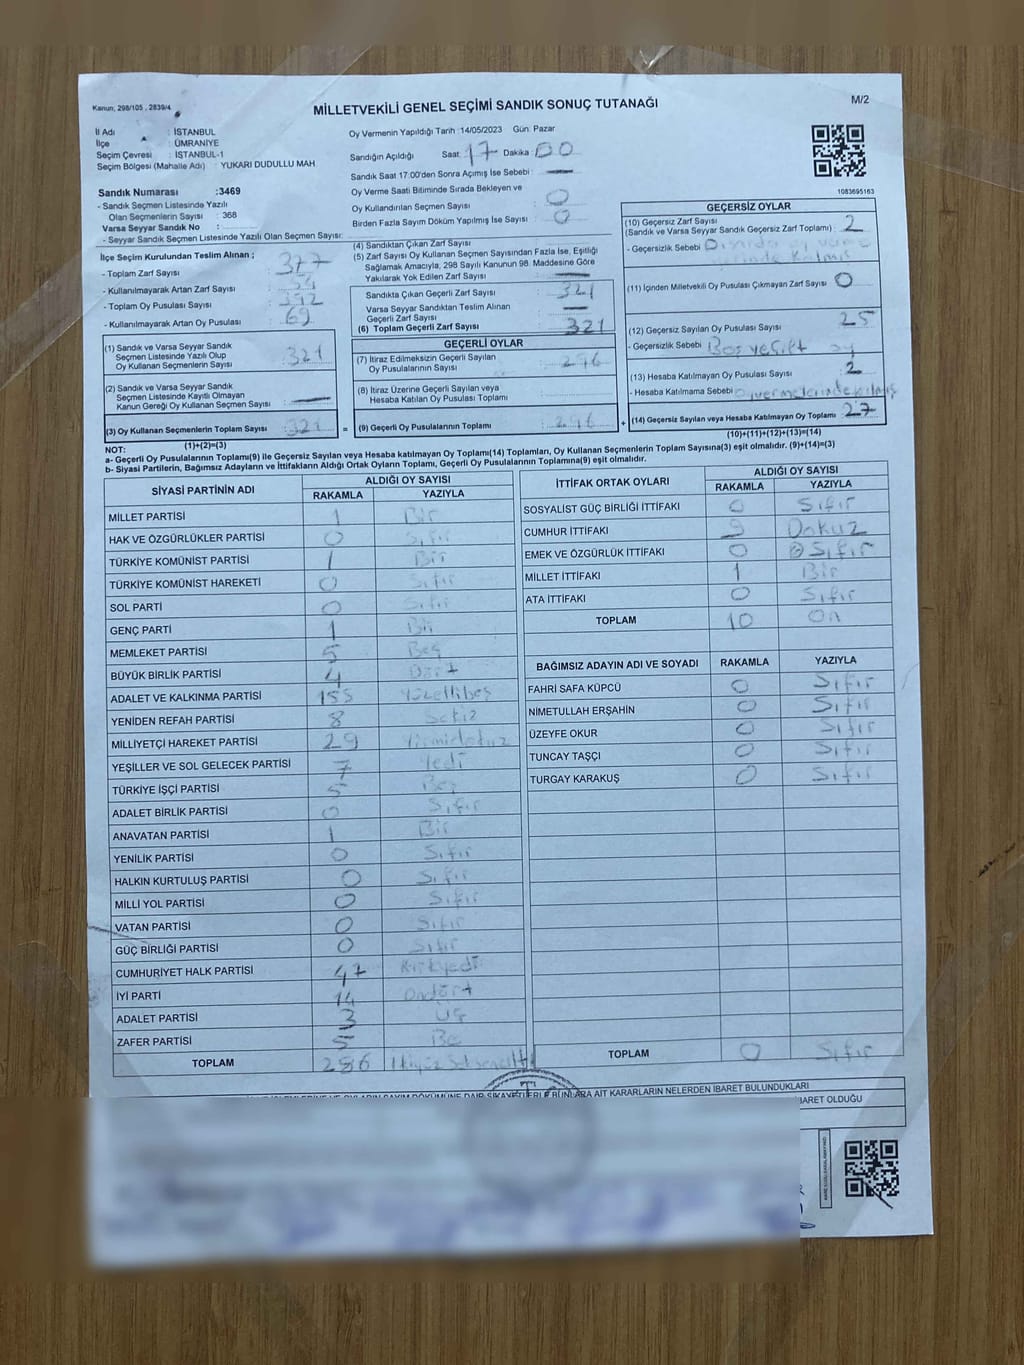 Kanun, 298/105 , 2839/4
MİLLETVEKİLİ GENEL SEÇİMİ SANDIK SONUÇ TUTANAĞI
M/2
İl Adı : İSTANBUL
İlçe : ÜMRANİYE
Seçim Çevresi : İSTANBUL-1
Seçim Bölgesi (Mahalle Adı) : YUKARI DUDULLU MAH
Sandık Numarası :3469
- Sandık Seçmen Listesinde Yazılı
Olan Seçmenlerin Sayısı : 368
Varsa Seyyar Sandık No :
- Seyyar Sandık Seçmen Listesinde Yazılı Olan Seçmen Sayısı:
İlçe Seçim Kurulundan Teslim Alınan ;
- Toplam Zarf Sayısı : 377
- Kullanılmayarak Artan Zarf Sayısı :
- Toplam Oy Pusulası Sayısı : 392
- Kullanılmayarak Artan Oy Pusulası : 69
(1) Sandık ve Varsa Seyyar Sandık
Seçmen Listesinde Yazılı Olup
Oy Kullanan Seçmenlerin Sayısı : 321
(2) Sandık ve Varsa Seyyar Sandık
Seçmen Listesinde Kayıtlı Olmayan
Kanun Gereği Oy Kullanan Seçmen Sayısı : —
(3) Oy Kullanan Seçmenlerin Toplam Sayısı : 321
(1)+(2)=(3)
Oy Vermenin Yapıldığı Tarih :14/05/2023 Gün: Pazar
Sandığın Açıldığı Saat: 17 Dakika: 00
Sandık Saat 17:00'den Sonra Açımış İse Sebebi : —
Oy Verme Saati Bitiminde Sırada Bekleyen ve
Oy Kullandırılan Seçmen Sayısı : 0
Birden Fazla Sayım Döküm Yapılmış İse Sayısı : 0
(4) Sandıktan Çıkan Zarf Sayısı
(5) Zarf Sayısı Oy Kullanan Seçmen Sayısından Fazla İse, Eşitliği
Sağlamak Amacıyla, 298 Sayılı Kanunun 98. Maddesine Göre
Yakılarak Yok Edilen Zarf Sayısı : —
Sandıkta Çıkan Geçerli Zarf Sayısı : 321
Varsa Seyyar Sandıktan Teslim Alınan
Geçerli Zarf Sayısı : —
(6) Toplam Geçerli Zarf Sayısı : 321
GEÇERLİ OYLAR
(7) İtiraz Edilmeksizin Geçerli Sayılan
Oy Pusulalarının Sayısı : 296
(8) İtiraz Üzerine Geçerli Sayılan veya
Hesaba Katılan Oy Pusulası Toplamı :
= (9) Geçerli Oy Pusulalarının Toplamı : 296
1083695163
GEÇERSİZ OYLAR
(10) Geçersiz Zarf Sayısı
(Sandık ve Varsa Seyyar Sandık Geçersiz Zarf Toplamı) : 2
- Geçersizlik Sebebi : Dışında oy verme
yerinde kalmış
(11) İçinden Milletvekili Oy Pusulası Çıkmayan Zarf Sayısı : 0
(12) Geçersiz Sayılan Oy Pusulası Sayısı : 25
- Geçersizlik Sebebi : Boş ve çift oy
(13) Hesaba Katılmayan Oy Pusulası Sayısı : 2
- Hesaba Katılmama Sebebi :
+ (14) Geçersiz Sayılan veya Hesaba Katılmayan Oy Toplamı : 27
(10)+(11)+(12)+(13)=(14)
NOT:
a- Geçerli Oy Pusulalarının Toplamı(9) ile Geçersiz Sayılan veya Hesaba katılmayan Oy Toplamı(14) Toplamları, Oy Kullanan Seçmenlerin Toplam Sayısına(3) eşit olmalıdır. (9)+(14)=(3)
b- Siyasi Partilerin, Bağımsız Adayların ve İttifakların Aldığı Ortak Oyların Toplamı, Geçerli Oy Pusulalarının Toplamına(9) eşit olmalıdır.
SİYASİ PARTİNİN ADI ALDIĞI OY SAYISI
RAKAMLA YAZIYLA
MİLLET PARTİSİ 1 Bir
HAK VE ÖZGÜRLÜKLER PARTİSİ 0 Sıfır
TÜRKİYE KOMÜNİST PARTİSİ 1 Bir
TÜRKİYE KOMÜNİST HAREKETİ 0 Sıfır
SOL PARTİ 0 Sıfır
GENÇ PARTİ 1 Bir
MEMLEKET PARTİSİ 5 Beş
BÜYÜK BİRLİK PARTİSİ 4 Dört
ADALET VE KALKINMA PARTİSİ 155 Yüzellibeş
YENİDEN REFAH PARTİSİ 8 Sekiz
MİLLİYETÇİ HAREKET PARTİSİ 29 Yirmidokuz
YEŞİLLER VE SOL GELECEK PARTİSİ 7 Yedi
TÜRKİYE İŞÇİ PARTİSİ 5 Beş
ADALET BİRLİK PARTİSİ 0 Sıfır
ANAVATAN PARTİSİ 1 Bir
YENİLİK PARTİSİ 0 Sıfır
HALKIN KURTULUŞ PARTİSİ 0 Sıfır
MİLLİ YOL PARTİSİ 0 Sıfır
VATAN PARTİSİ 0 Sıfır
GÜÇ BİRLİĞİ PARTİSİ 0 Sıfır
CUMHURİYET HALK PARTİSİ 47 Kırkyedi
İYİ PARTİ 14 Ondört
ADALET PARTİSİ 3 Üç
ZAFER PARTİSİ 5 Be
TOPLAM 286 İkiyüz Seksenaltı
İTTİFAK ORTAK OYLARI ALDIĞI OY SAYISI
RAKAMLA YAZIYLA
SOSYALİST GÜÇ BİRLİĞİ İTTİFAKI 0 Sıfır
CUMHUR İTTİFAKI 9 Dokuz
EMEK VE ÖZGÜRLÜK İTTİFAKI 0 Sıfır
MİLLET İTTİFAKI 1 Bir
ATA İTTİFAKI 0 Sıfır
TOPLAM 10 On
BAĞIMSIZ ADAYIN ADI VE SOYADI RAKAMLA YAZIYLA
FAHRİ SAFA KÜPCÜ 0 Sıfır
NİMETULLAH ERŞAHİN 0 Sıfır
ÜZEYFE OKUR 0 Sıfır
TUNCAY TAŞÇI 0 Sıfır
TURGAY KARAKUŞ 0 Sıfır
TOPLAM 0 Sıfır
BUNLARA AİT KARARLARIN NELERDEN İBARET BULUNDUKLARI
İBARET OLDUĞU